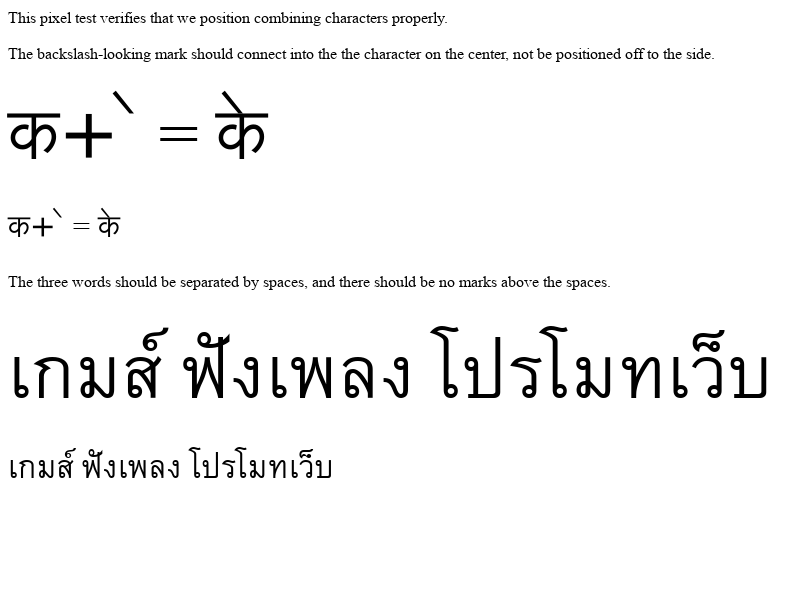 This pixel test verifies that we position combining characters properly.
The backslash-looking mark should connect into the the character on the center, not be positioned off to the side.
क+े = के
क+े = के
The three words should be separated by spaces, and there should be no marks above the spaces.
เกมส์ ฟังเพลง โปรโมทเว็บ
เกมส์ ฟังเพลง โปรโมทเว็บ